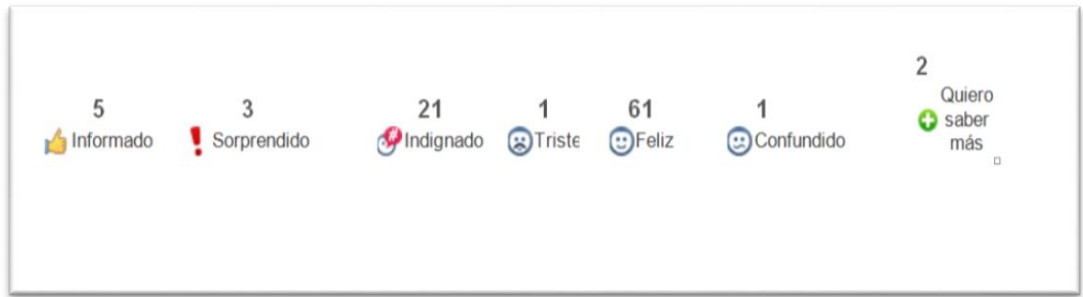 5
Informado
3
Sorprendido
21
#
Indignado
1
Triste
61
Feliz
1
Confundido
2
Quiero
saber
más